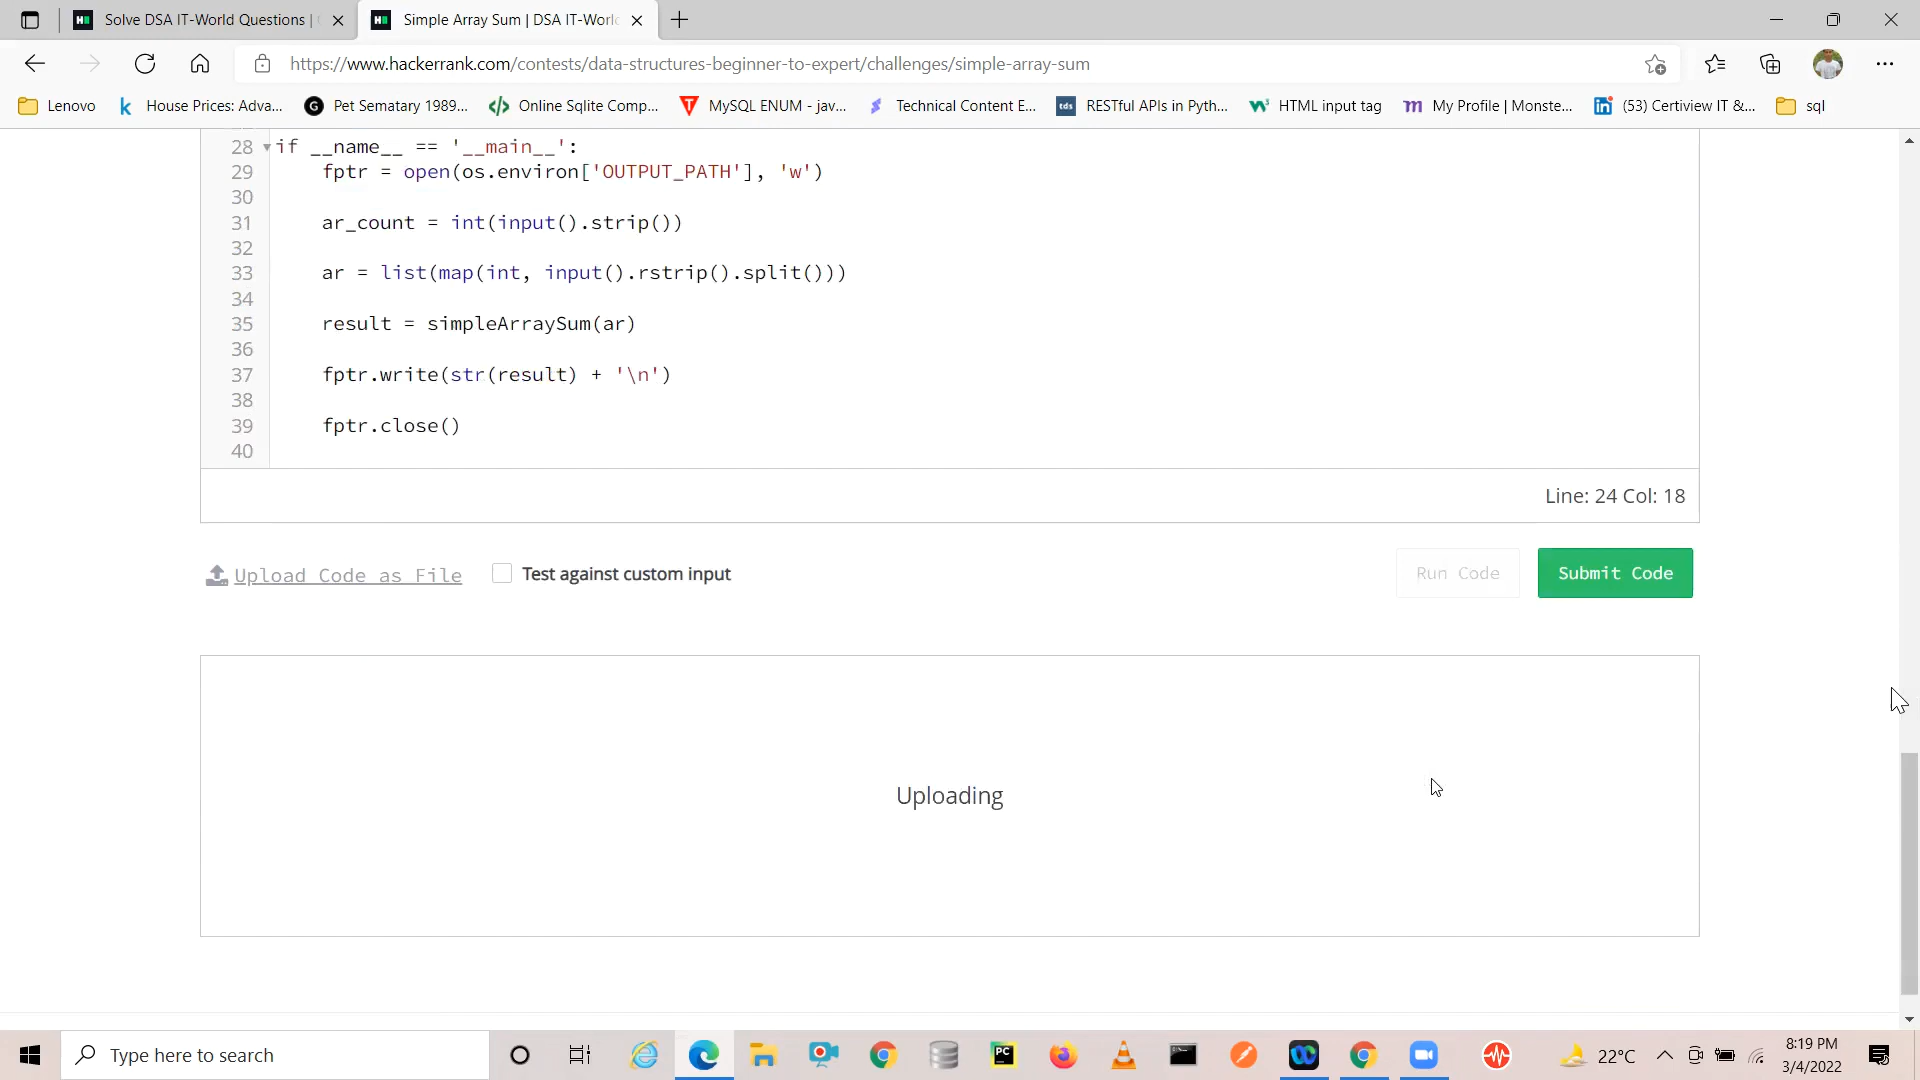 Solve DSA IT-World Questions |
Simple Array Sum | DSA IT-Worl
https://www.hackerrank.com/contests/data-structures-beginner-to-expert/challenges/simple-array-sum
Lenovo
House Prices: Adva...
Pet Sematary 1989...
Online Sqlite Comp...
MySQL ENUM - jav...
Technical Content E...
RESTful APIs in Pyth...
HTML input tag
My Profile | Monste...
(53) Certiview IT &...
sql
28 if __name__ == '__main__':
29 fptr = open(os.environ['OUTPUT_PATH'], 'w')
30
31 ar_count = int(input().strip())
32
33 ar = list(map(int, input().rstrip().split()))
34
35 result = simpleArraySum(ar)
36
37 fptr.write(str(result) + '\n')
38
39 fptr.close()
40
Line: 24 Col: 18
Upload Code as File
Test against custom input
Run Code
Submit Code
Uploading
Type here to search
22°C
8:19 PM
3/4/2022